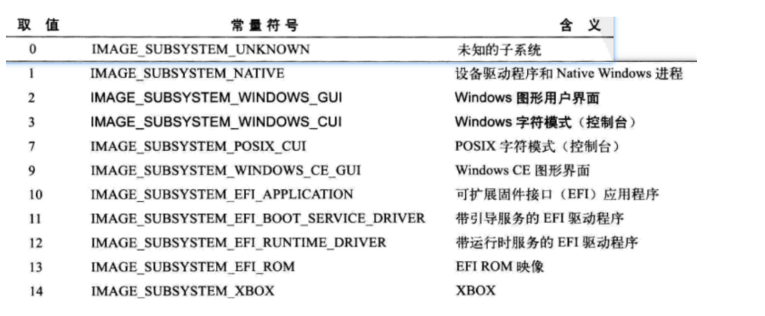 取 值 常量符号 含 义
0 IMAGE_SUBSYSTEM_UNKNOWN 未知的子系统
1 IMAGE_SUBSYSTEM_NATIVE 设备驱动程序和 Native Windows 进程
2 IMAGE_SUBSYSTEM_WINDOWS_GUI Windows 图形用户界面
3 IMAGE_SUBSYSTEM_WINDOWS_CUI Windows 字符模式（控制台）
7 IMAGE_SUBSYSTEM_POSIX_CUI POSIX 字符模式（控制台）
9 IMAGE_SUBSYSTEM_WINDOWS_CE_GUI Windows CE 图形界面
10 IMAGE_SUBSYSTEM_EFI_APPLICATION 可扩展固件接口（EFI）应用程序
11 IMAGE_SUBSYSTEM_EFI_BOOT_SERVICE_DRIVER 带引导服务的 EFI 驱动程序
12 IMAGE_SUBSYSTEM_EFI_RUNTIME_DRIVER 带运行时服务的 EFI 驱动程序
13 IMAGE_SUBSYSTEM_EFI_ROM EFI ROM 映像
14 IMAGE_SUBSYSTEM_XBOX XBOX